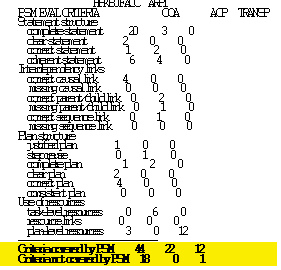 PSM EVAL CRITERIA COA ACP TRANSP
Statement structure
complete statement 20 3 0
clear statement 2 0 0
correct statement 1 2 0
coherent statement 6 4 0
Interdependency links
correct causal link 4 0 0
missing causal link 0 0 0
correct parent-child link 0 2 0
missing parent-child link 0 1 0
correct sequence link 0 1 0
missing sequence link 0 0 0
Plan structure
justified plan 1 0 0
step cause 0 1 0
complete plan 1 2 0
clear plan 2 0 0
correct plan 4 0 0
consistent plan 0 0 0
Use of resources
task-level resources 0 6 0
resource links 0 0 0
plan-level resources 3 0 12
Criteria covered by PSM 44 22 12
Criteria not covered by PSM 18 0 1